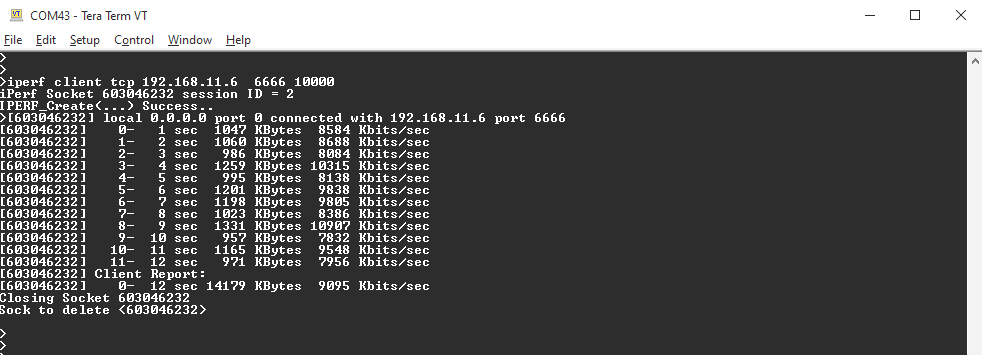 COM43 - Tera Term VT
File Edit Setup Control Window Help
>
>
>iperf client tcp 192.168.11.6  6666 10000
iPerf Socket 603046232 session ID = 2
IPERF_Create(...) Success..
>[603046232] local 0.0.0.0 port 0 connected with 192.168.11.6 port 6666
[603046232]    0-   1 sec  1047 KBytes  8584 Kbits/sec
[603046232]    1-   2 sec  1060 KBytes  8688 Kbits/sec
[603046232]    2-   3 sec   986 KBytes  8084 Kbits/sec
[603046232]    3-   4 sec  1259 KBytes 10315 Kbits/sec
[603046232]    4-   5 sec   995 KBytes  8138 Kbits/sec
[603046232]    5-   6 sec  1201 KBytes  9838 Kbits/sec
[603046232]    6-   7 sec  1198 KBytes  9805 Kbits/sec
[603046232]    7-   8 sec  1023 KBytes  8386 Kbits/sec
[603046232]    8-   9 sec  1331 KBytes 10907 Kbits/sec
[603046232]    9-  10 sec   957 KBytes  7832 Kbits/sec
[603046232]   10-  11 sec  1165 KBytes  9548 Kbits/sec
[603046232]   11-  12 sec   971 KBytes  7956 Kbits/sec
[603046232] Client Report:
[603046232]    0-  12 sec 14179 KBytes  9095 Kbits/sec
Closing Socket 603046232
Sock to delete <603046232>
>
>